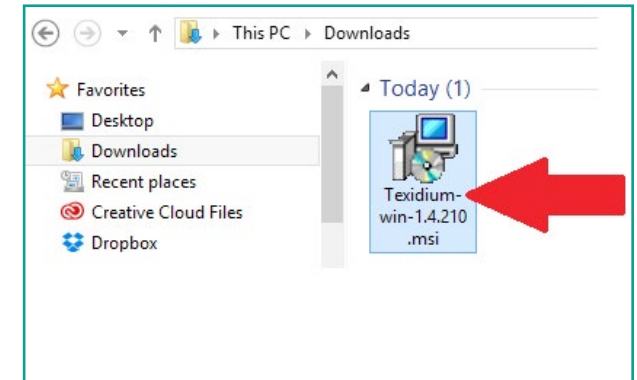 This PC Downloads
Favorites
Desktop
Downloads
Recent places
Creative Cloud Files
Dropbox
Today (1)
Texidium-
win-1.4.210
.msi